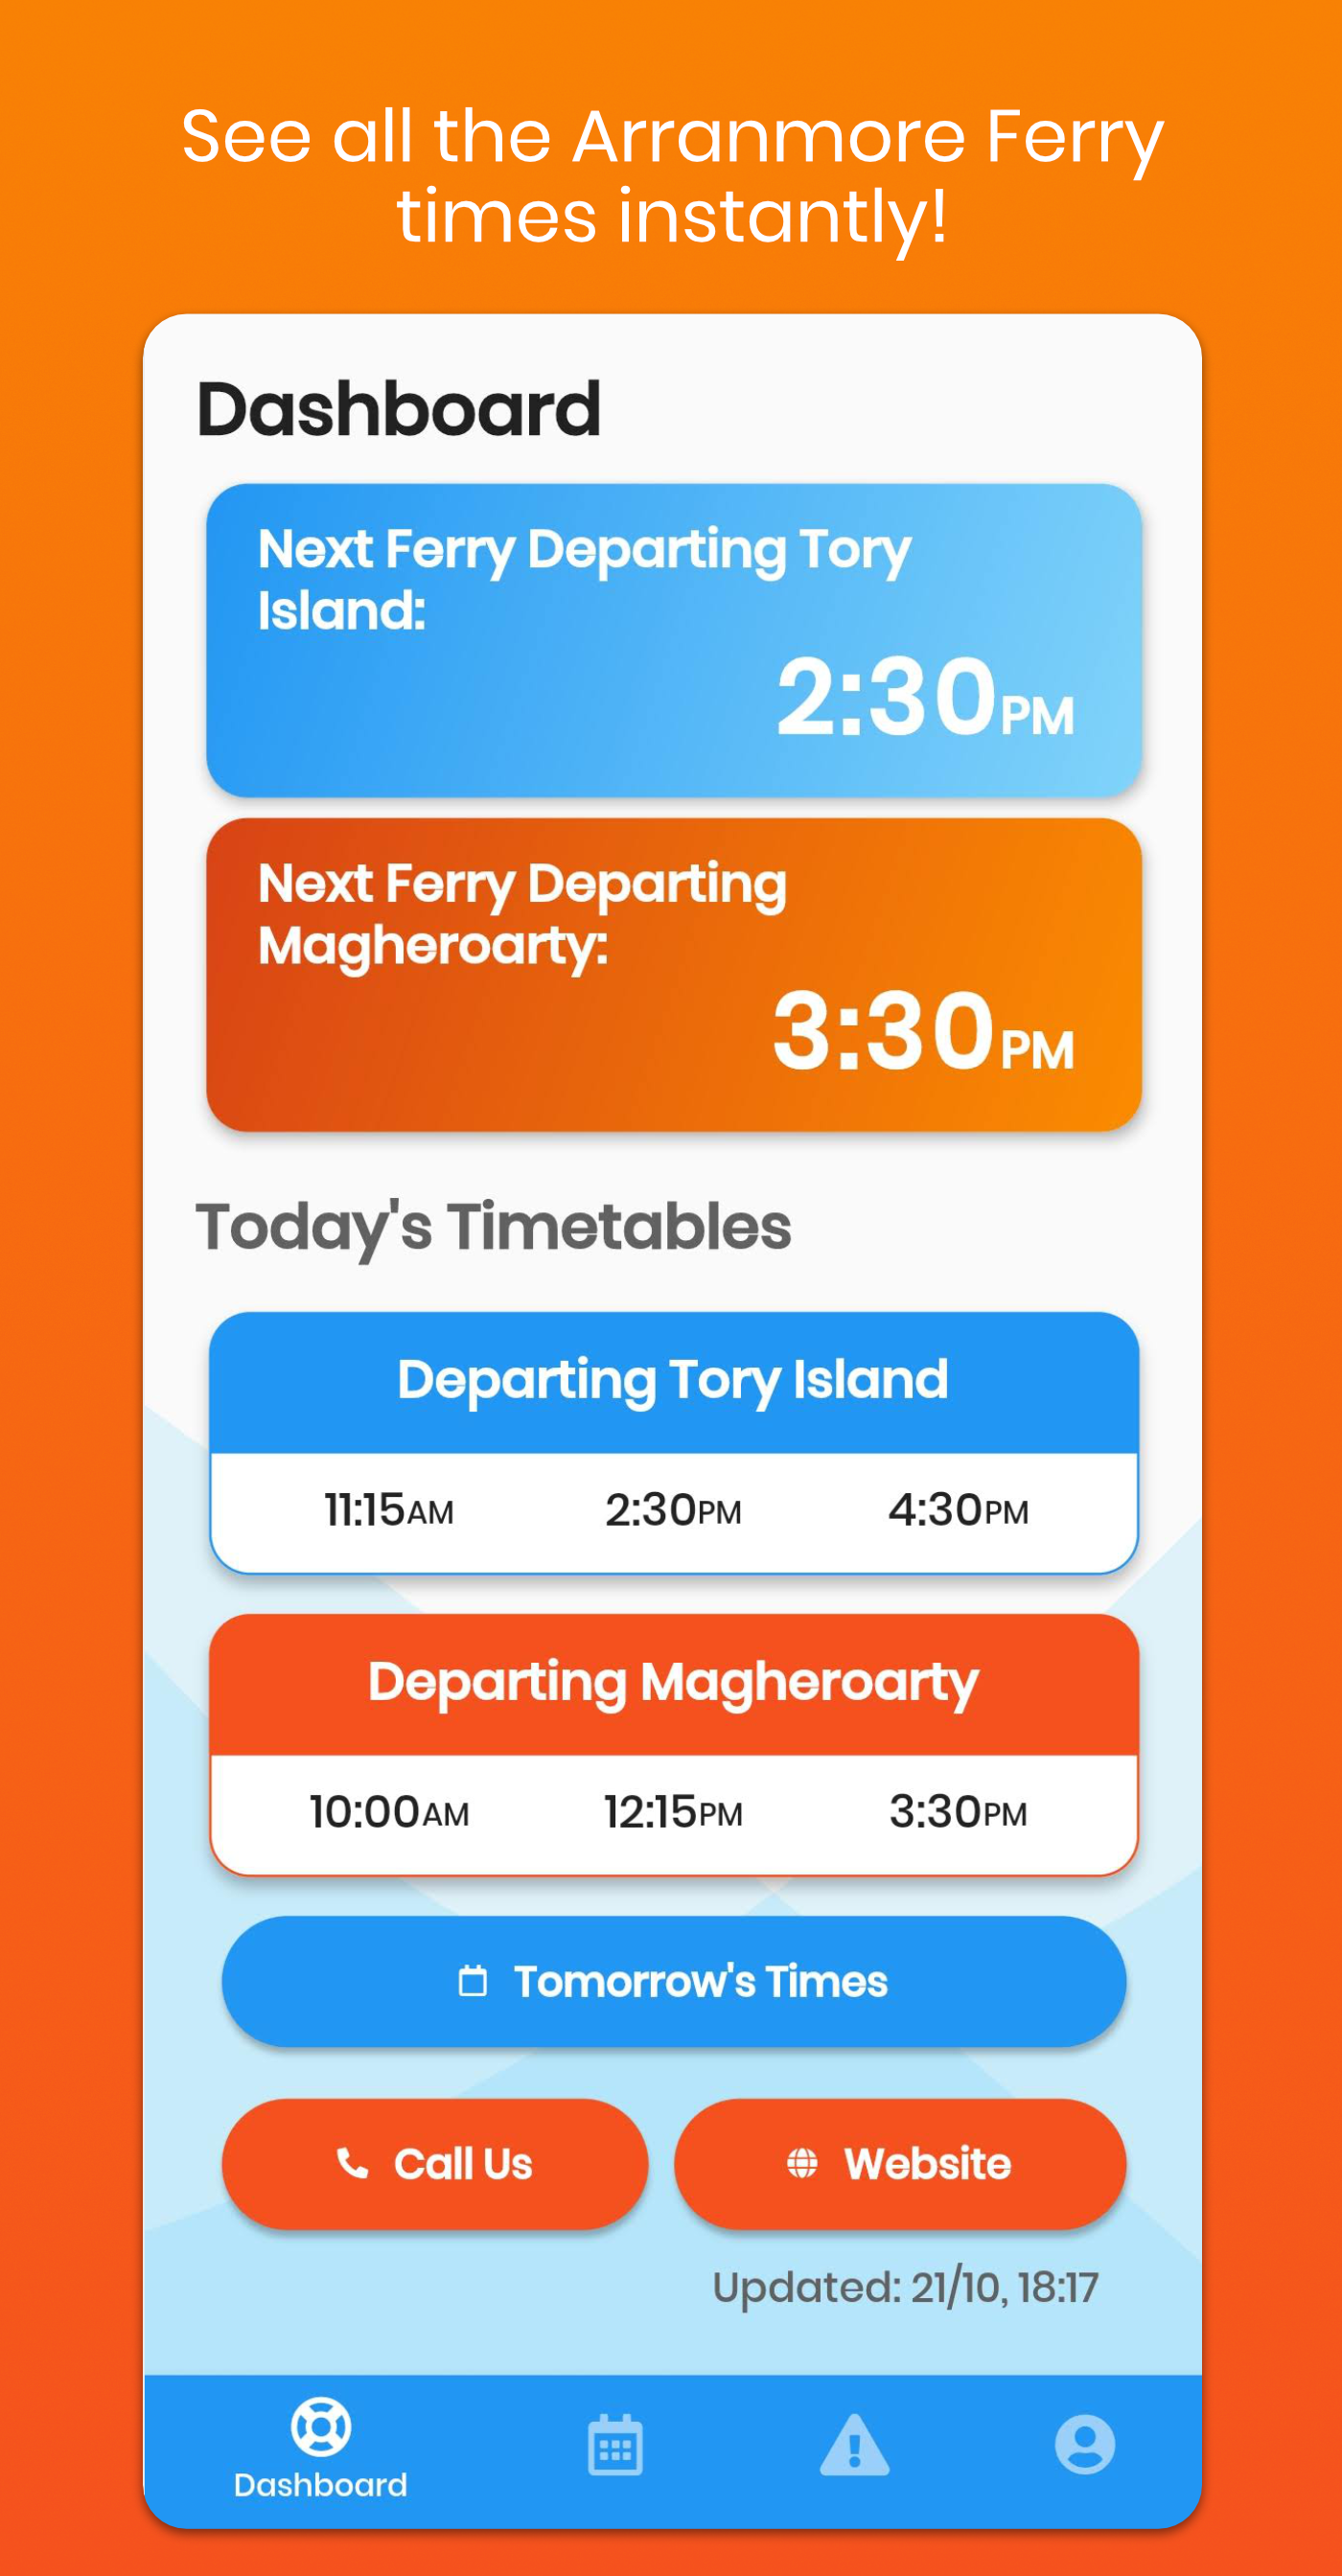 See all the Arranmore Ferry
times instantly!
Dashboard
Next Ferry Departing Tory
Island:
2:30PM
Next Ferry Departing
Magheroarty:
3:30PM
Today's Timetables
Departing Tory Island
11:15AM 2:30PM 4:30PM
Departing Magheroarty
10:00AM 12:15PM 3:30PM
Tomorrow's Times
Call Us Website
Updated: 21/10, 18:17
Dashboard